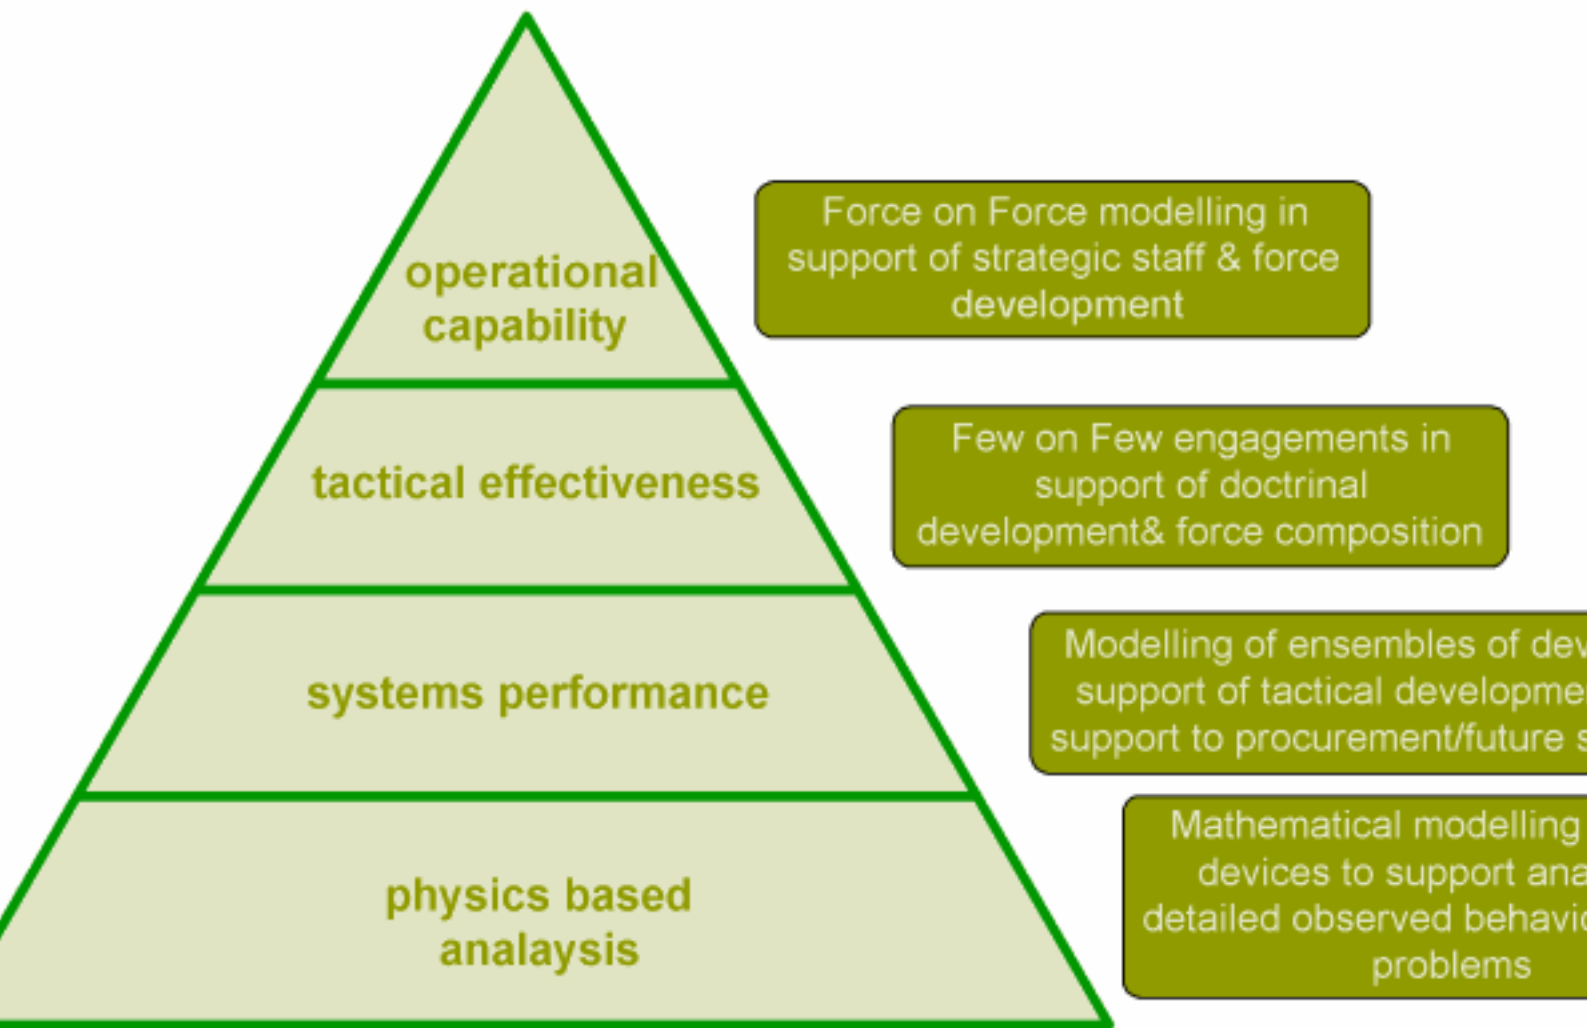 operational
capability
Force on Force modelling in
support of strategic staff & force
development
tactical effectiveness
Few on Few engagements in
support of doctrinal
development& force composition
systems performance
Modelling of ensembles of
support of tactical
support to procurement/future
physics based
analaysis
Mathematical modelling
devices to support
detailed observed
problems